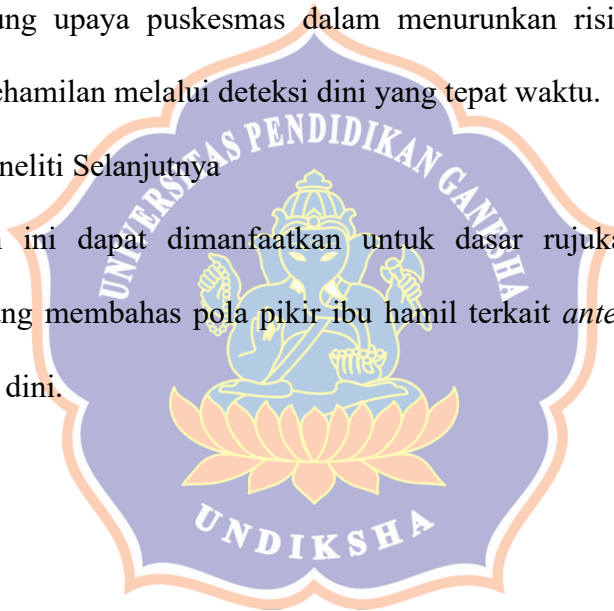 ung upaya puskesmas dalam menurunkan risi
ehamilan melalui deteksi dini yang tepat waktu.
neliti Selanjutnya
ini dapat dimanfaatkan untuk dasar rujuka
ng membahas pola pikir ibu hamil terkait ante
dini.
UNIVERSITAS PENDIDIKAN GANESHA
UNDIKSHA